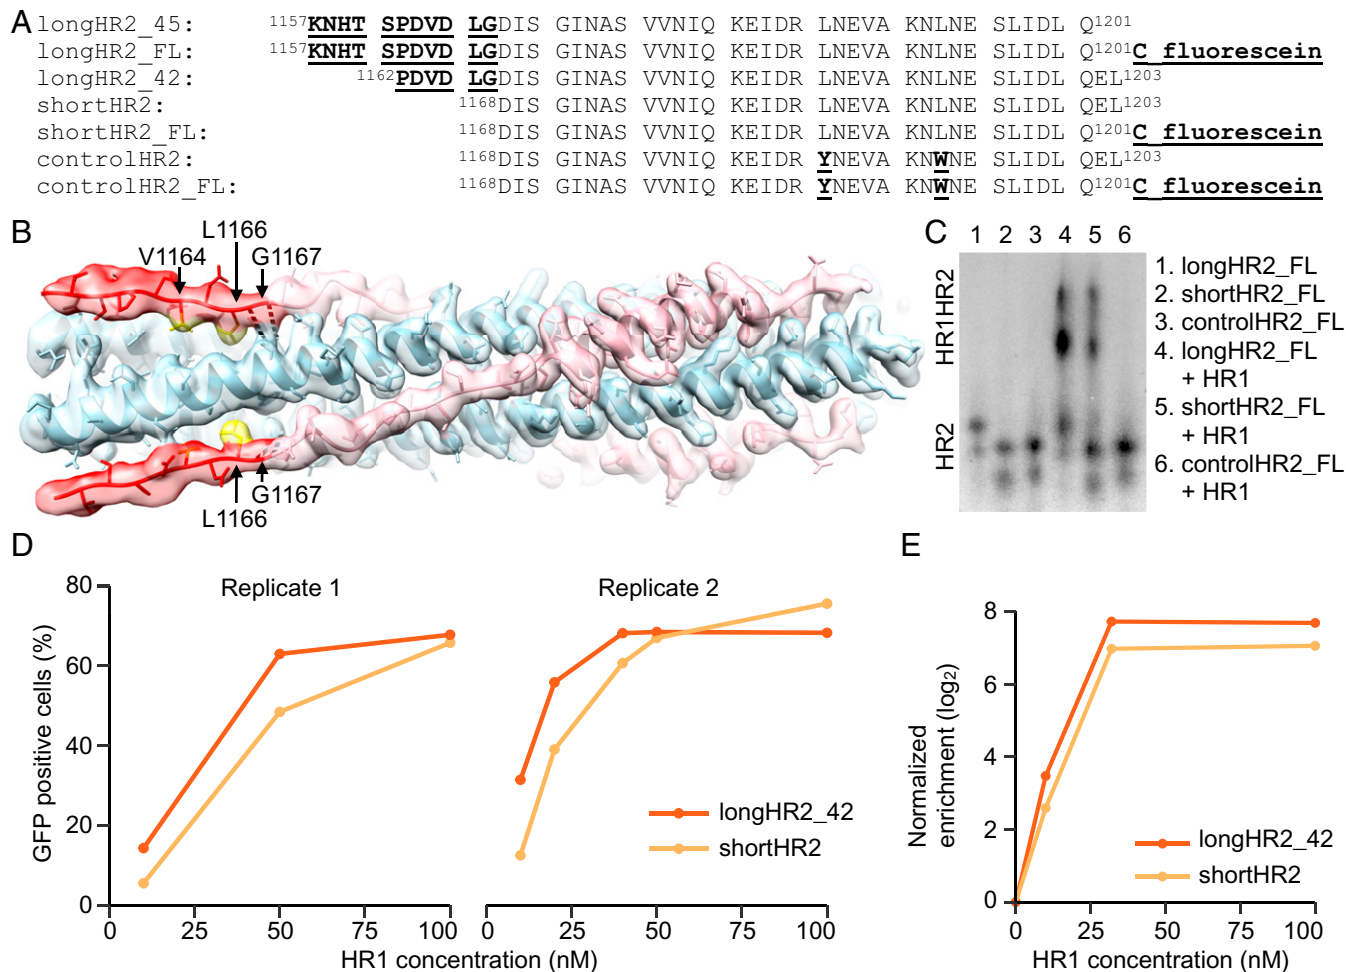 A
longHR2_45: 1157KNHT SPDVD LGDIS GINAS VVNIQ KEIDR LNEVA KNLNE SLIDL Q1201
longHR2_FL: 1157KNHT SPDVD LGDIS GINAS VVNIQ KEIDR LNEVA KNLNE SLIDL Q1201C_fluorescein
longHR2_42: 1162PDVD LGDIS GINAS VVNIQ KEIDR LNEVA KNLNE SLIDL QEL1203
shortHR2: 1168DIS GINAS VVNIQ KEIDR LNEVA KNLNE SLIDL QEL1203
shortHR2_FL: 1168DIS GINAS VVNIQ KEIDR LNEVA KNLNE SLIDL Q1201C_fluorescein
controlHR2: 1168DIS GINAS VVNIQ KEIDR YNEVA KNWNE SLIDL QEL1203
controlHR2_FL: 1168DIS GINAS VVNIQ KEIDR YNEVA KNWNE SLIDL Q1201C_fluorescein
B
L1166
V1164 G1167
G1167
L1166
C
1 2 3 4 5 6
HR1HR2
HR2
1. longHR2_FL
2. shortHR2_FL
3. controlHR2_FL
4. longHR2_FL
+ HR1
5. shortHR2_FL
+ HR1
6. controlHR2_FL
+ HR1
D
Replicate 1
Replicate 2
GFP positive cells (%)
80
60
40
20
0
0 25 50 75 100
0 25 50 75 100
HR1 concentration (nM)
longHR2_42
shortHR2
E
Normalized
enrichment (log2)
8
6
4
2
0
0 25 50 75 100
HR1 concentration (nM)
longHR2_42
shortHR2